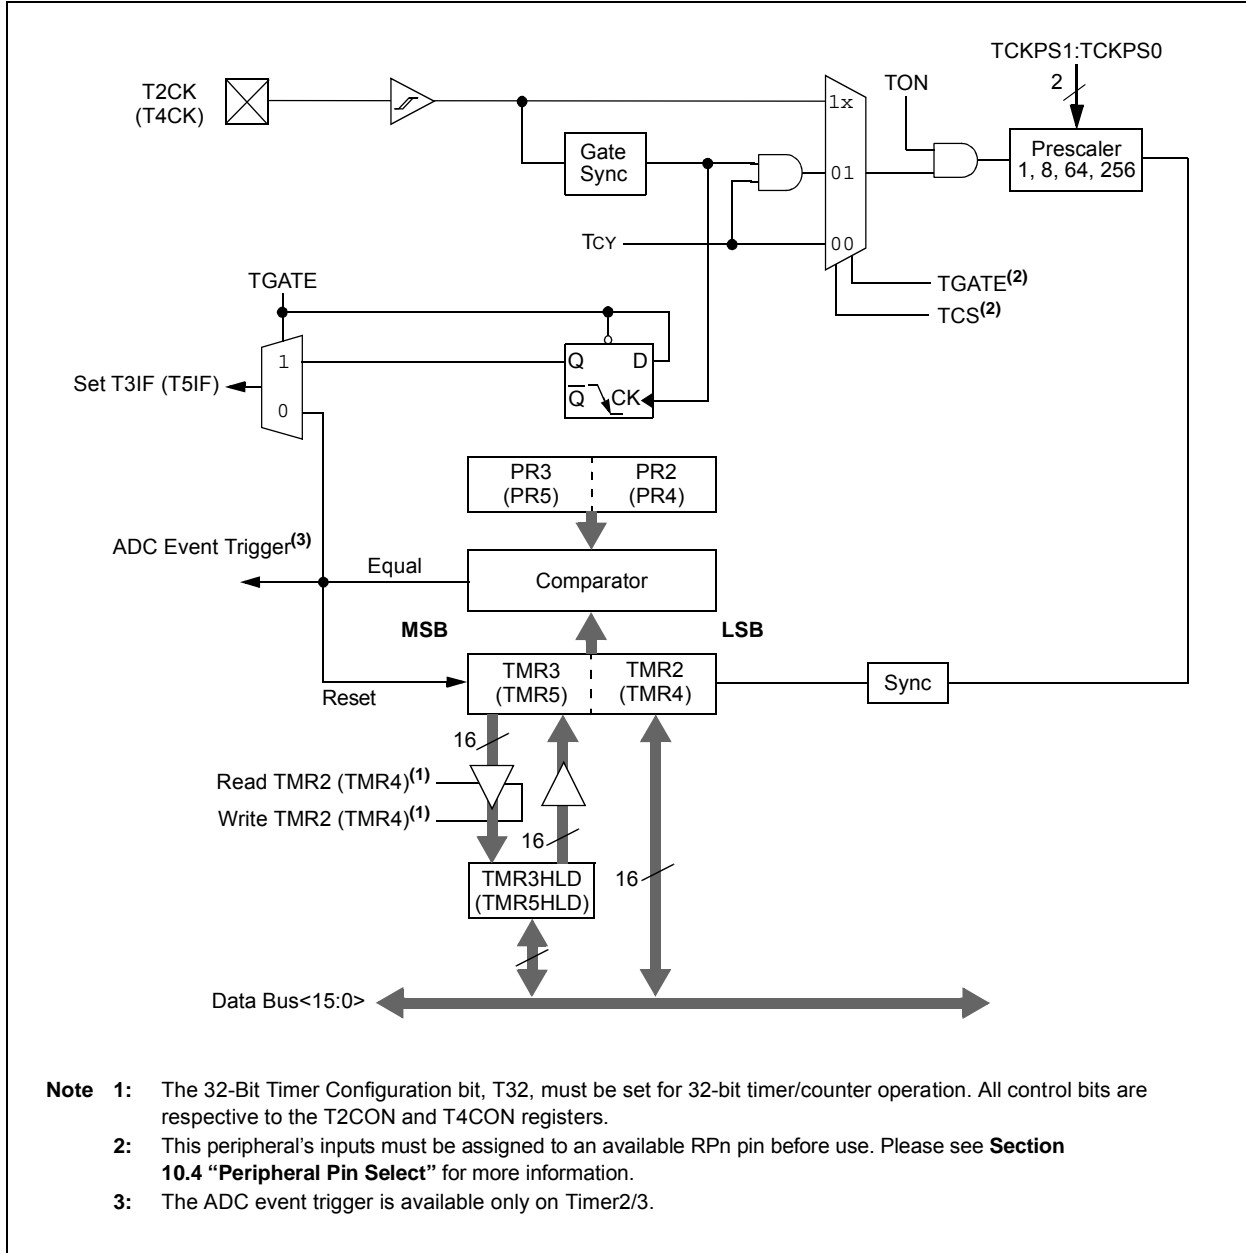 TCKPS1:TCKPS0
2
TON
T2CK
(T4CK)
1x
Gate
Sync
01
Prescaler
1, 8, 64, 256
TCY
00
TGATE
TGATE(2)
TCS(2)
1
Q
D
Set T3IF (T5IF)
0
Q
CK
PR3
(PR5)
PR2
(PR4)
ADC Event Trigger(3)
Equal
Comparator
MSB
LSB
TMR3
(TMR5)
TMR2
(TMR4)
Sync
Reset
16
Read TMR2 (TMR4)(1)
Write TMR2 (TMR4)(1)
16
TMR3HLD
(TMR5HLD)
16
Data Bus<15:0>
Note 1: The 32-Bit Timer Configuration bit, T32, must be set for 32-bit timer/counter operation. All control bits are
respective to the T2CON and T4CON registers.
2: This peripheral's inputs must be assigned to an available RPn pin before use. Please see Section
10.4 “Peripheral Pin Select” for more information.
3: The ADC event trigger is available only on Timer2/3.